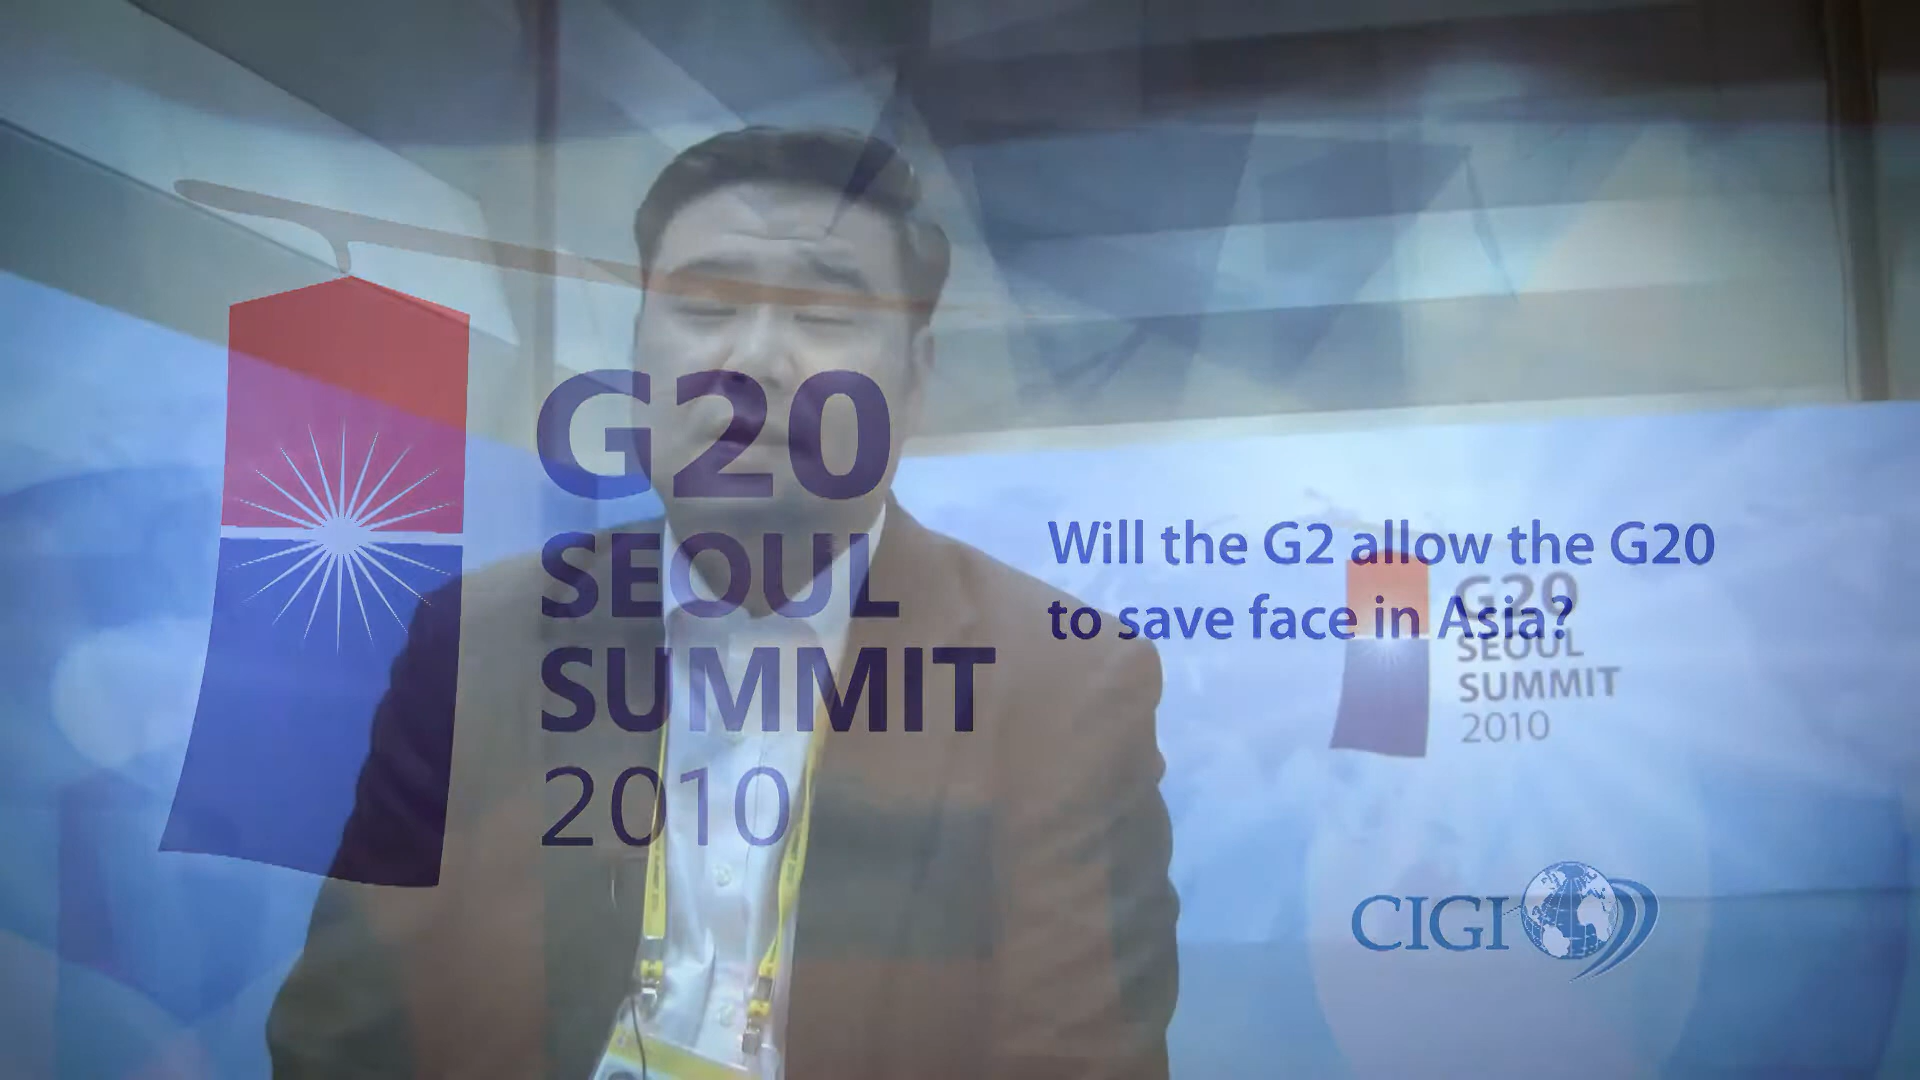 G20
SEOUL
SUMMIT
2010
Will the G2 allow the G20
to save face in Asia?
G20
SEOUL
SUMMIT
2010
CIGI